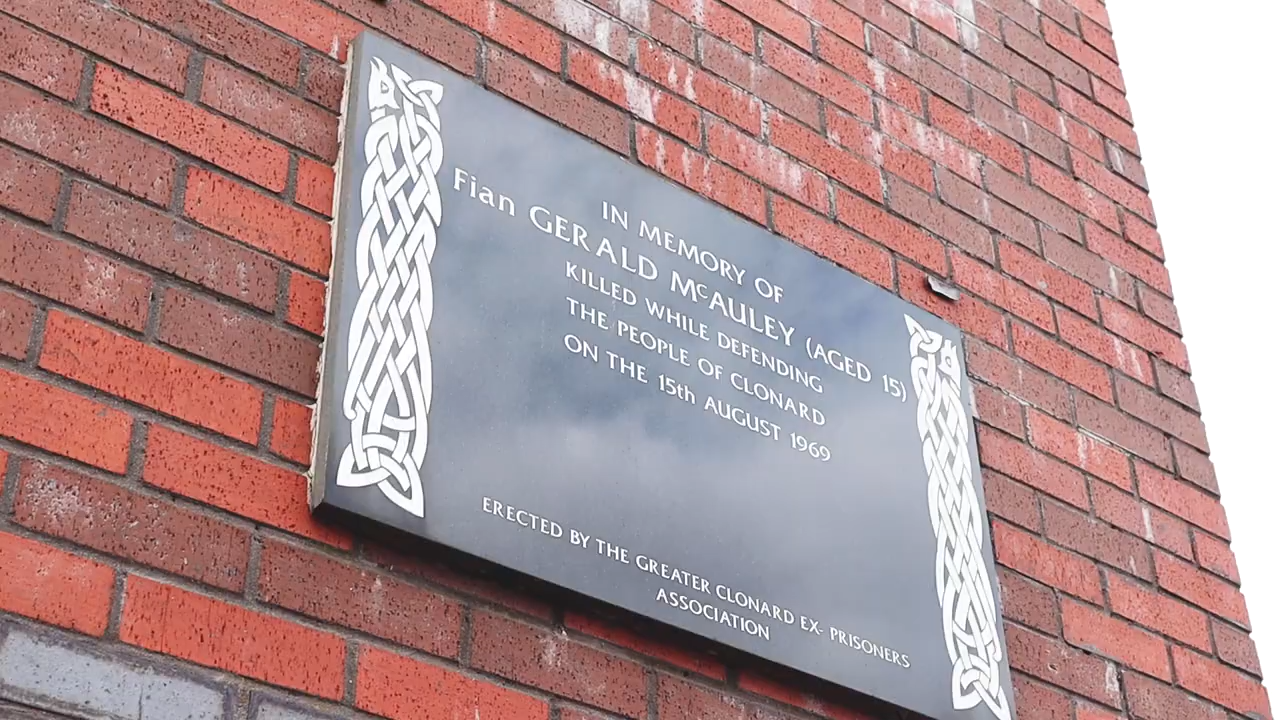 IN MEMORY OF
Fian GERALD McAULEY (AGED 15)
KILLED WHILE DEFENDING
THE PEOPLE OF CLONARD
ON THE 15th AUGUST 1969
ERECTED BY THE GREATER CLONARD EX- PRISONERS
ASSOCIATION